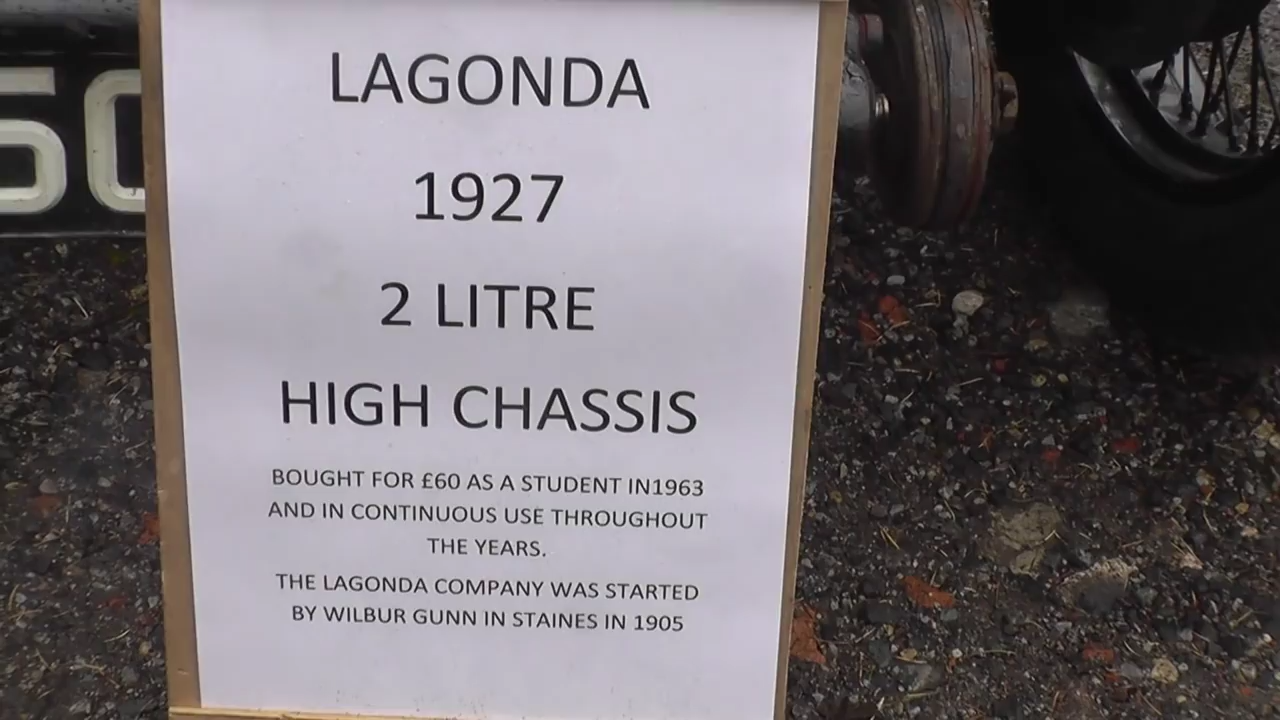 LAGONDA
1927
2 LITRE
HIGH CHASSIS
BOUGHT FOR £60 AS A STUDENT IN1963
AND IN CONTINUOUS USE THROUGHOUT
THE YEARS.
THE LAGONDA COMPANY WAS STARTED
BY WILBUR GUNN IN STAINES IN 1905